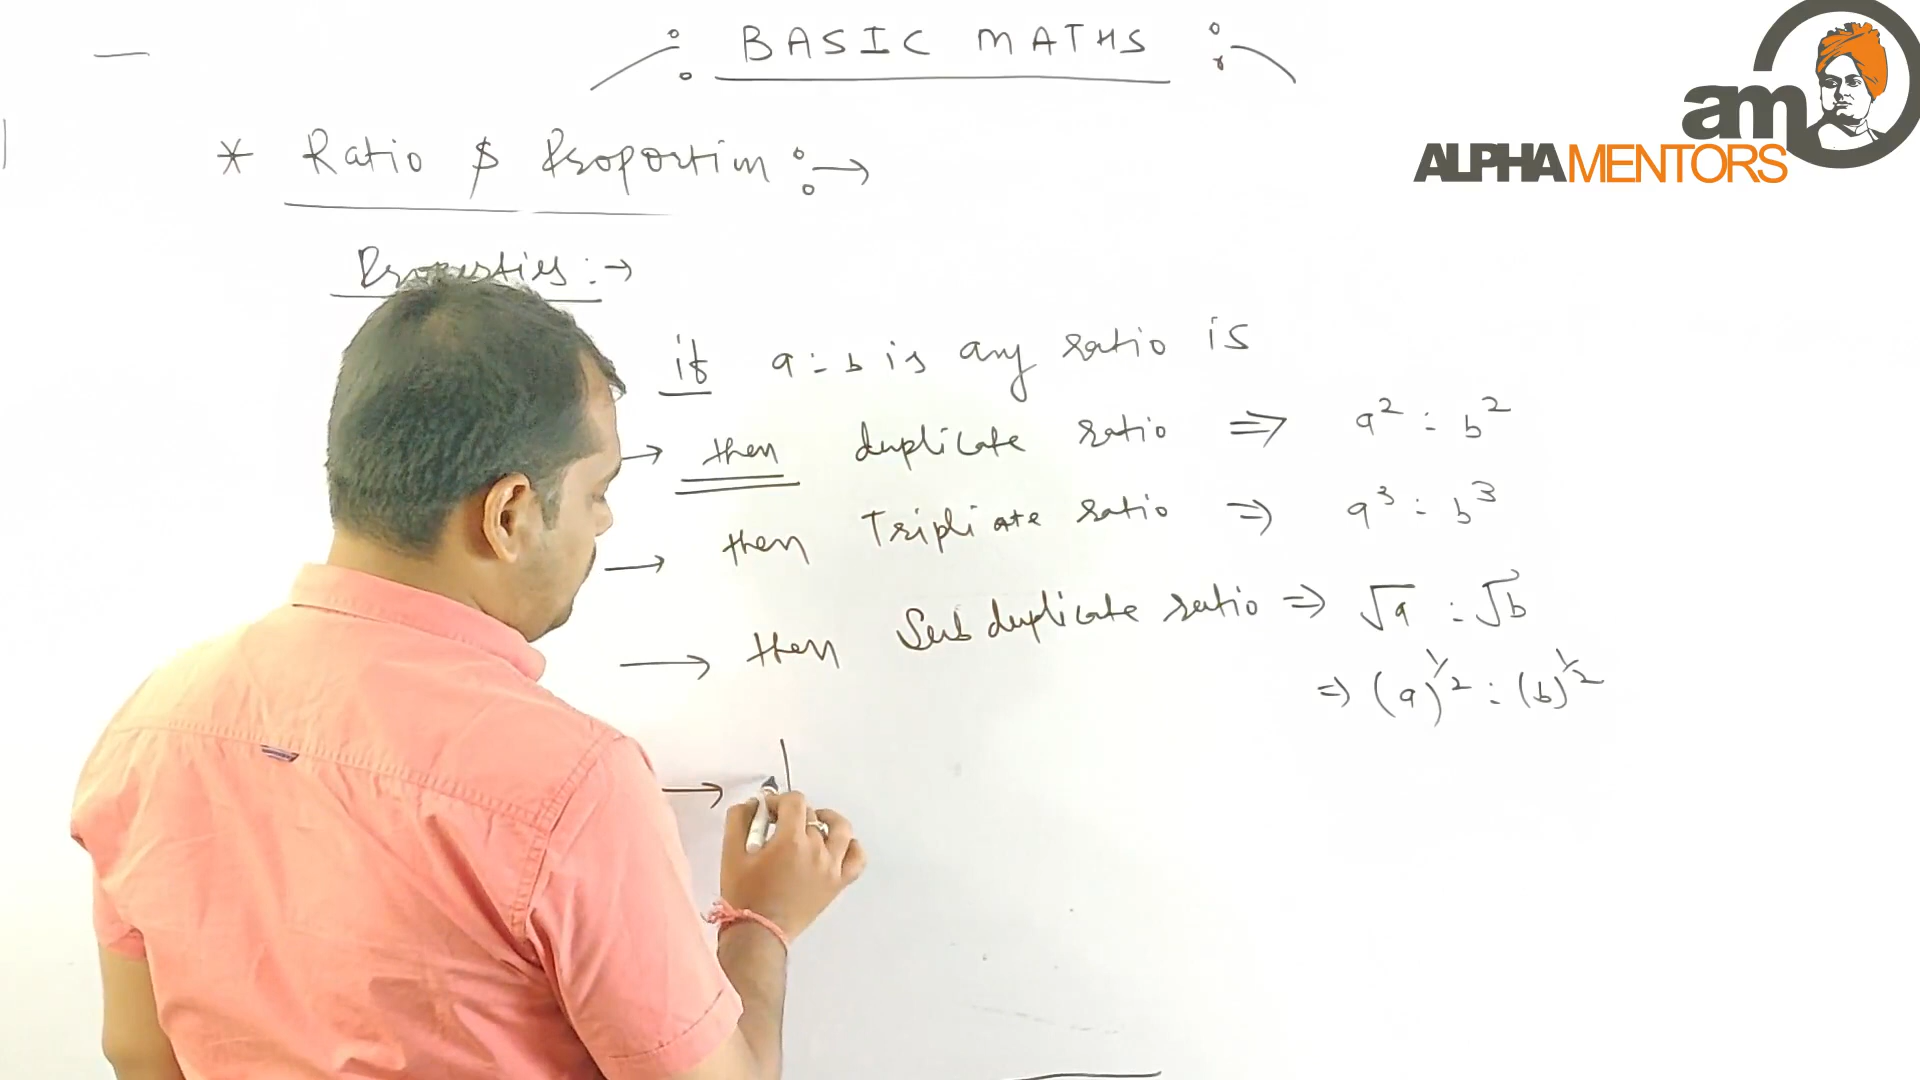 BASIC MATHS
am
ALPHAMENTORS
* Ratio & Proportion :→
Properties :→
if a : b is any ratio is
→ then duplicate ratio ⇒ a² : b²
→ then Tripliate ratio ⇒ a³ : b³
→ then Sub duplicate ratio ⇒ √a : √b
⇒ (a)^1/2 : (b)^1/2
→